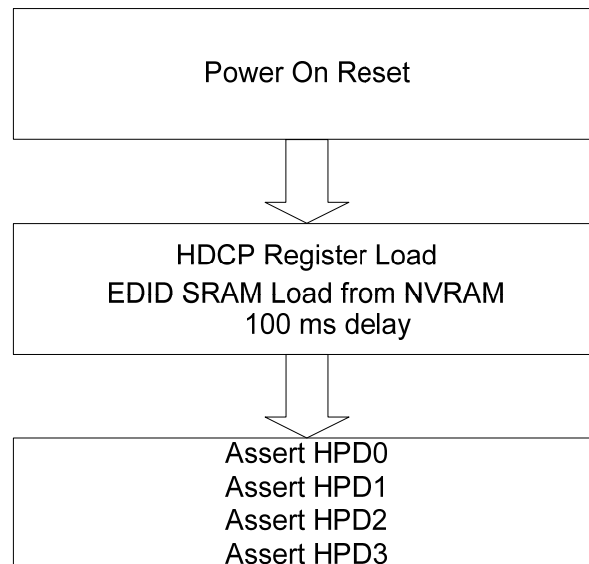 Power On Reset
HDCP Register Load
EDID SRAM Load from NVRAM
100 ms delay
Assert HPD0
Assert HPD1
Assert HPD2
Assert HPD3